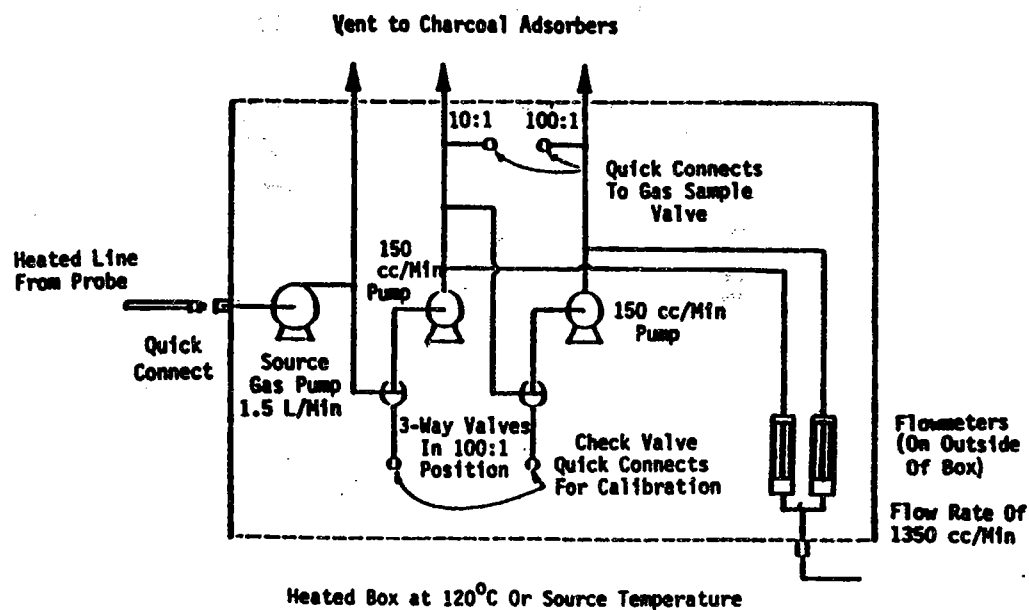 Vent to Charcoal Adsorbers
10:1
100:1
Quick Connects
To Gas Sample
Valve
Heated Line
From Probe
150
cc/Min
Pump
150 cc/Min
Pump
Quick
Connect
Source
Gas Pump
1.5 L/Min
3-Way Valves
In 100:1
Position
Check Valve
Quick Connects
For Calibration
Flowmeters
(On Outside
Of Box)
Flow Rate Of
1350 cc/Min
Heated Box at 120°C Or Source Temperature